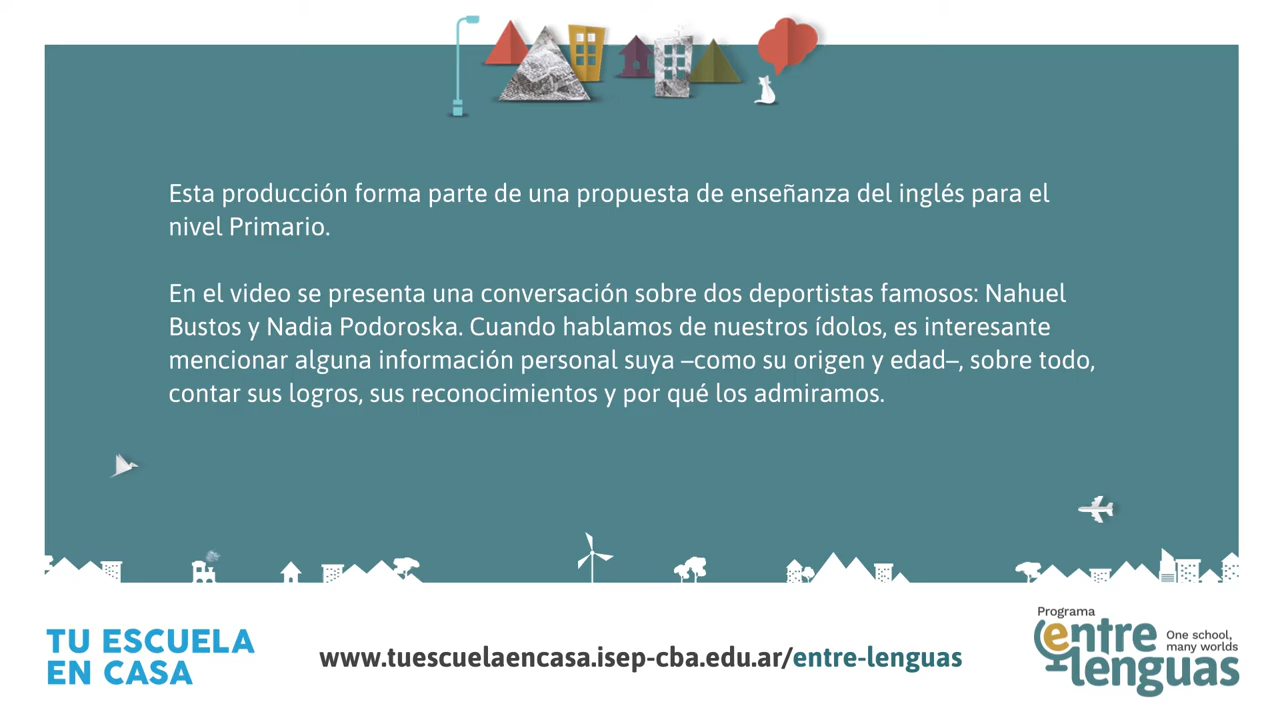 Esta producción forma parte de una propuesta de enseñanza del inglés para el
nivel Primario.
En el video se presenta una conversación sobre dos deportistas famosos: Nahuel
Bustos y Nadia Podoroska. Cuando hablamos de nuestros ídolos, es interesante
mencionar alguna información personal suya –como su origen y edad–, sobre todo,
contar sus logros, sus reconocimientos y por qué los admiramos.
TU ESCUELA
EN CASA
www.tuescuelaencasa.isep-cba.edu.ar/entre-lenguas
Programa
entre
lenguas
One school,
many worlds